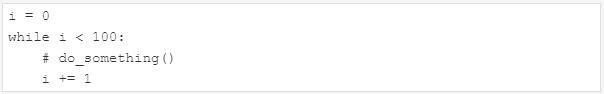 i = 0
while i < 100:
    # do_something()
    i += 1